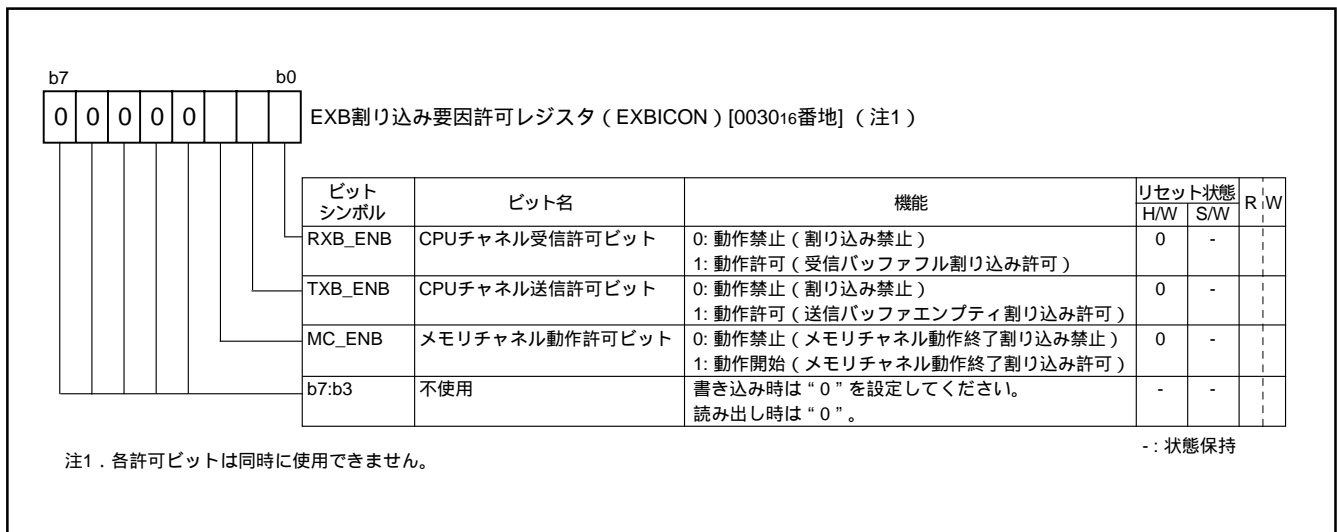 b7 b0
0 0 0 0 0 EXB割り込み要因許可レジスタ（EXBICON）[003016番地]（注1）
ビット
シンボル ビット名 機能 リセット状態 R W
H/W S/W
RXB_ENB CPUチャネル受信許可ビット 0: 動作禁止（割り込み禁止） 0 -
1: 動作許可（受信バッファフル割り込み許可）
TXB_ENB CPUチャネル送信許可ビット 0: 動作禁止（割り込み禁止） 0 -
1: 動作許可（送信バッファエンプティ割り込み許可）
MC_ENB メモリチャネル動作許可ビット 0: 動作禁止（メモリチャネル動作終了割り込み禁止） 0 -
1: 動作開始（メモリチャネル動作終了割り込み許可）
b7:b3 不使用 書き込み時は“0”を設定してください。 - -
読み出し時は“0”。
- : 状態保持
注1．各許可ビットは同時に使用できません。